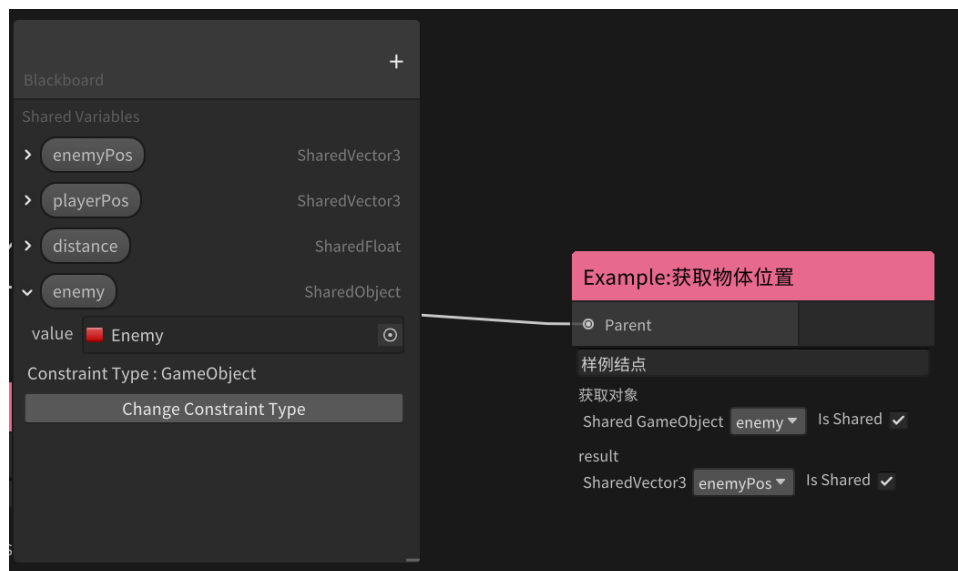 +
Blackboard
Shared Variables
enemyPos SharedVector3
playerPos SharedVector3
distance SharedFloat
enemy SharedObject
value Enemy
Constraint Type : GameObject
Change Constraint Type
Example:获取物体位置
Parent
样例结点
获取对象
Shared GameObject enemy Is Shared
result
SharedVector3 enemyPos Is Shared